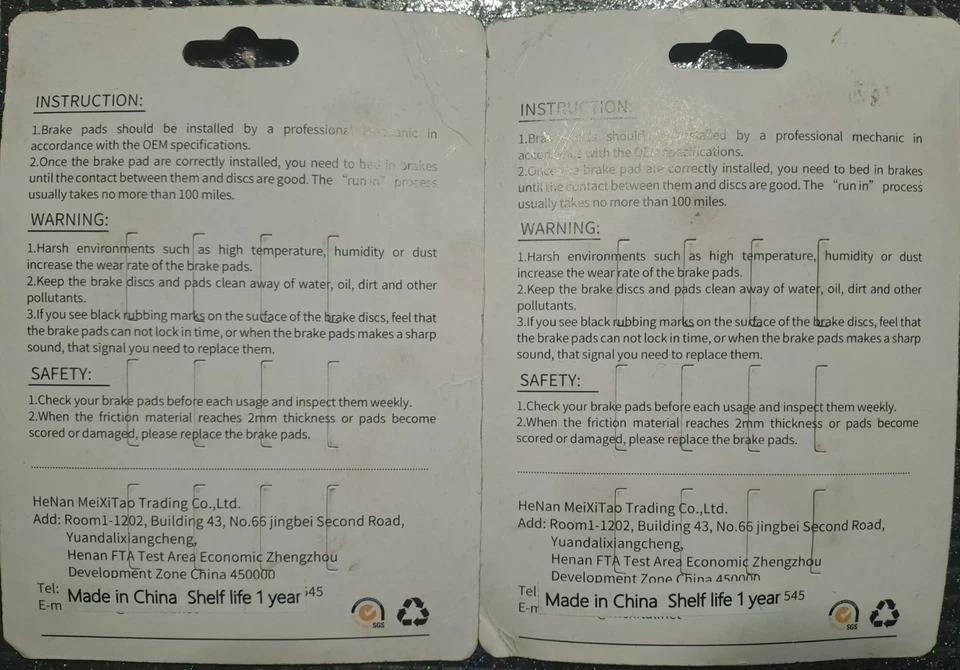 INSTRUCTION:
1.Brake pads should be installed by a professional mechanic in
accordance with the OEM specifications.
2.Once the brake pad are correctly installed, you need to bed in brakes
until the contact between them and discs are good. The “run in” process
usually takes no more than 100 miles.
WARNING:
1.Harsh environments such as high temperature, humidity or dust
increase the wear rate of the brake pads.
2.Keep the brake discs and pads clean away of water, oil, dirt and other
pollutants.
3.If you see black rubbing marks on the surface of the brake discs, feel that
the brake pads can not lock in time, or when the brake pads makes a sharp
sound, that signal you need to replace them.
SAFETY:
1.Check your brake pads before each usage and inspect them weekly.
2.When the friction material reaches 2mm thickness or pads become
scored or damaged, please replace the brake pads.
HeNan MeiXiTao Trading Co.,Ltd.
Add: Room1-1202, Building 43, No.66 jingbei Second Road,
Yuandalixiangcheng,
Henan FTA Test Area Economic Zhengzhou
Development Zone China 450000
Tel: 545
E-m
Made in China Shelf life 1 year
SGS
INSTRUCTION:
1.Brake pads should be installed by a professional mechanic in
accordance with the OEM specifications.
2.Once the brake pad are correctly installed, you need to bed in brakes
until the contact between them and discs are good. The “run in” process
usually takes no more than 100 miles.
WARNING:
1.Harsh environments such as high temperature, humidity or dust
increase the wear rate of the brake pads.
2.Keep the brake discs and pads clean away of water, oil, dirt and other
pollutants.
3.If you see black rubbing marks on the surface of the brake discs, feel that
the brake pads can not lock in time, or when the brake pads makes a sharp
sound, that signal you need to replace them.
SAFETY:
1.Check your brake pads before each usage and inspect them weekly.
2.When the friction material reaches 2mm thickness or pads become
scored or damaged, please replace the brake pads.
HeNan MeiXiTao Trading Co.,Ltd.
Add: Room1-1202, Building 43, No.66 jingbei Second Road,
Yuandalixiangcheng,
Henan FTA Test Area Economic Zhengzhou
Development Zone China 450000
Tel 545
E-m
Made in China Shelf life 1 year
SGS